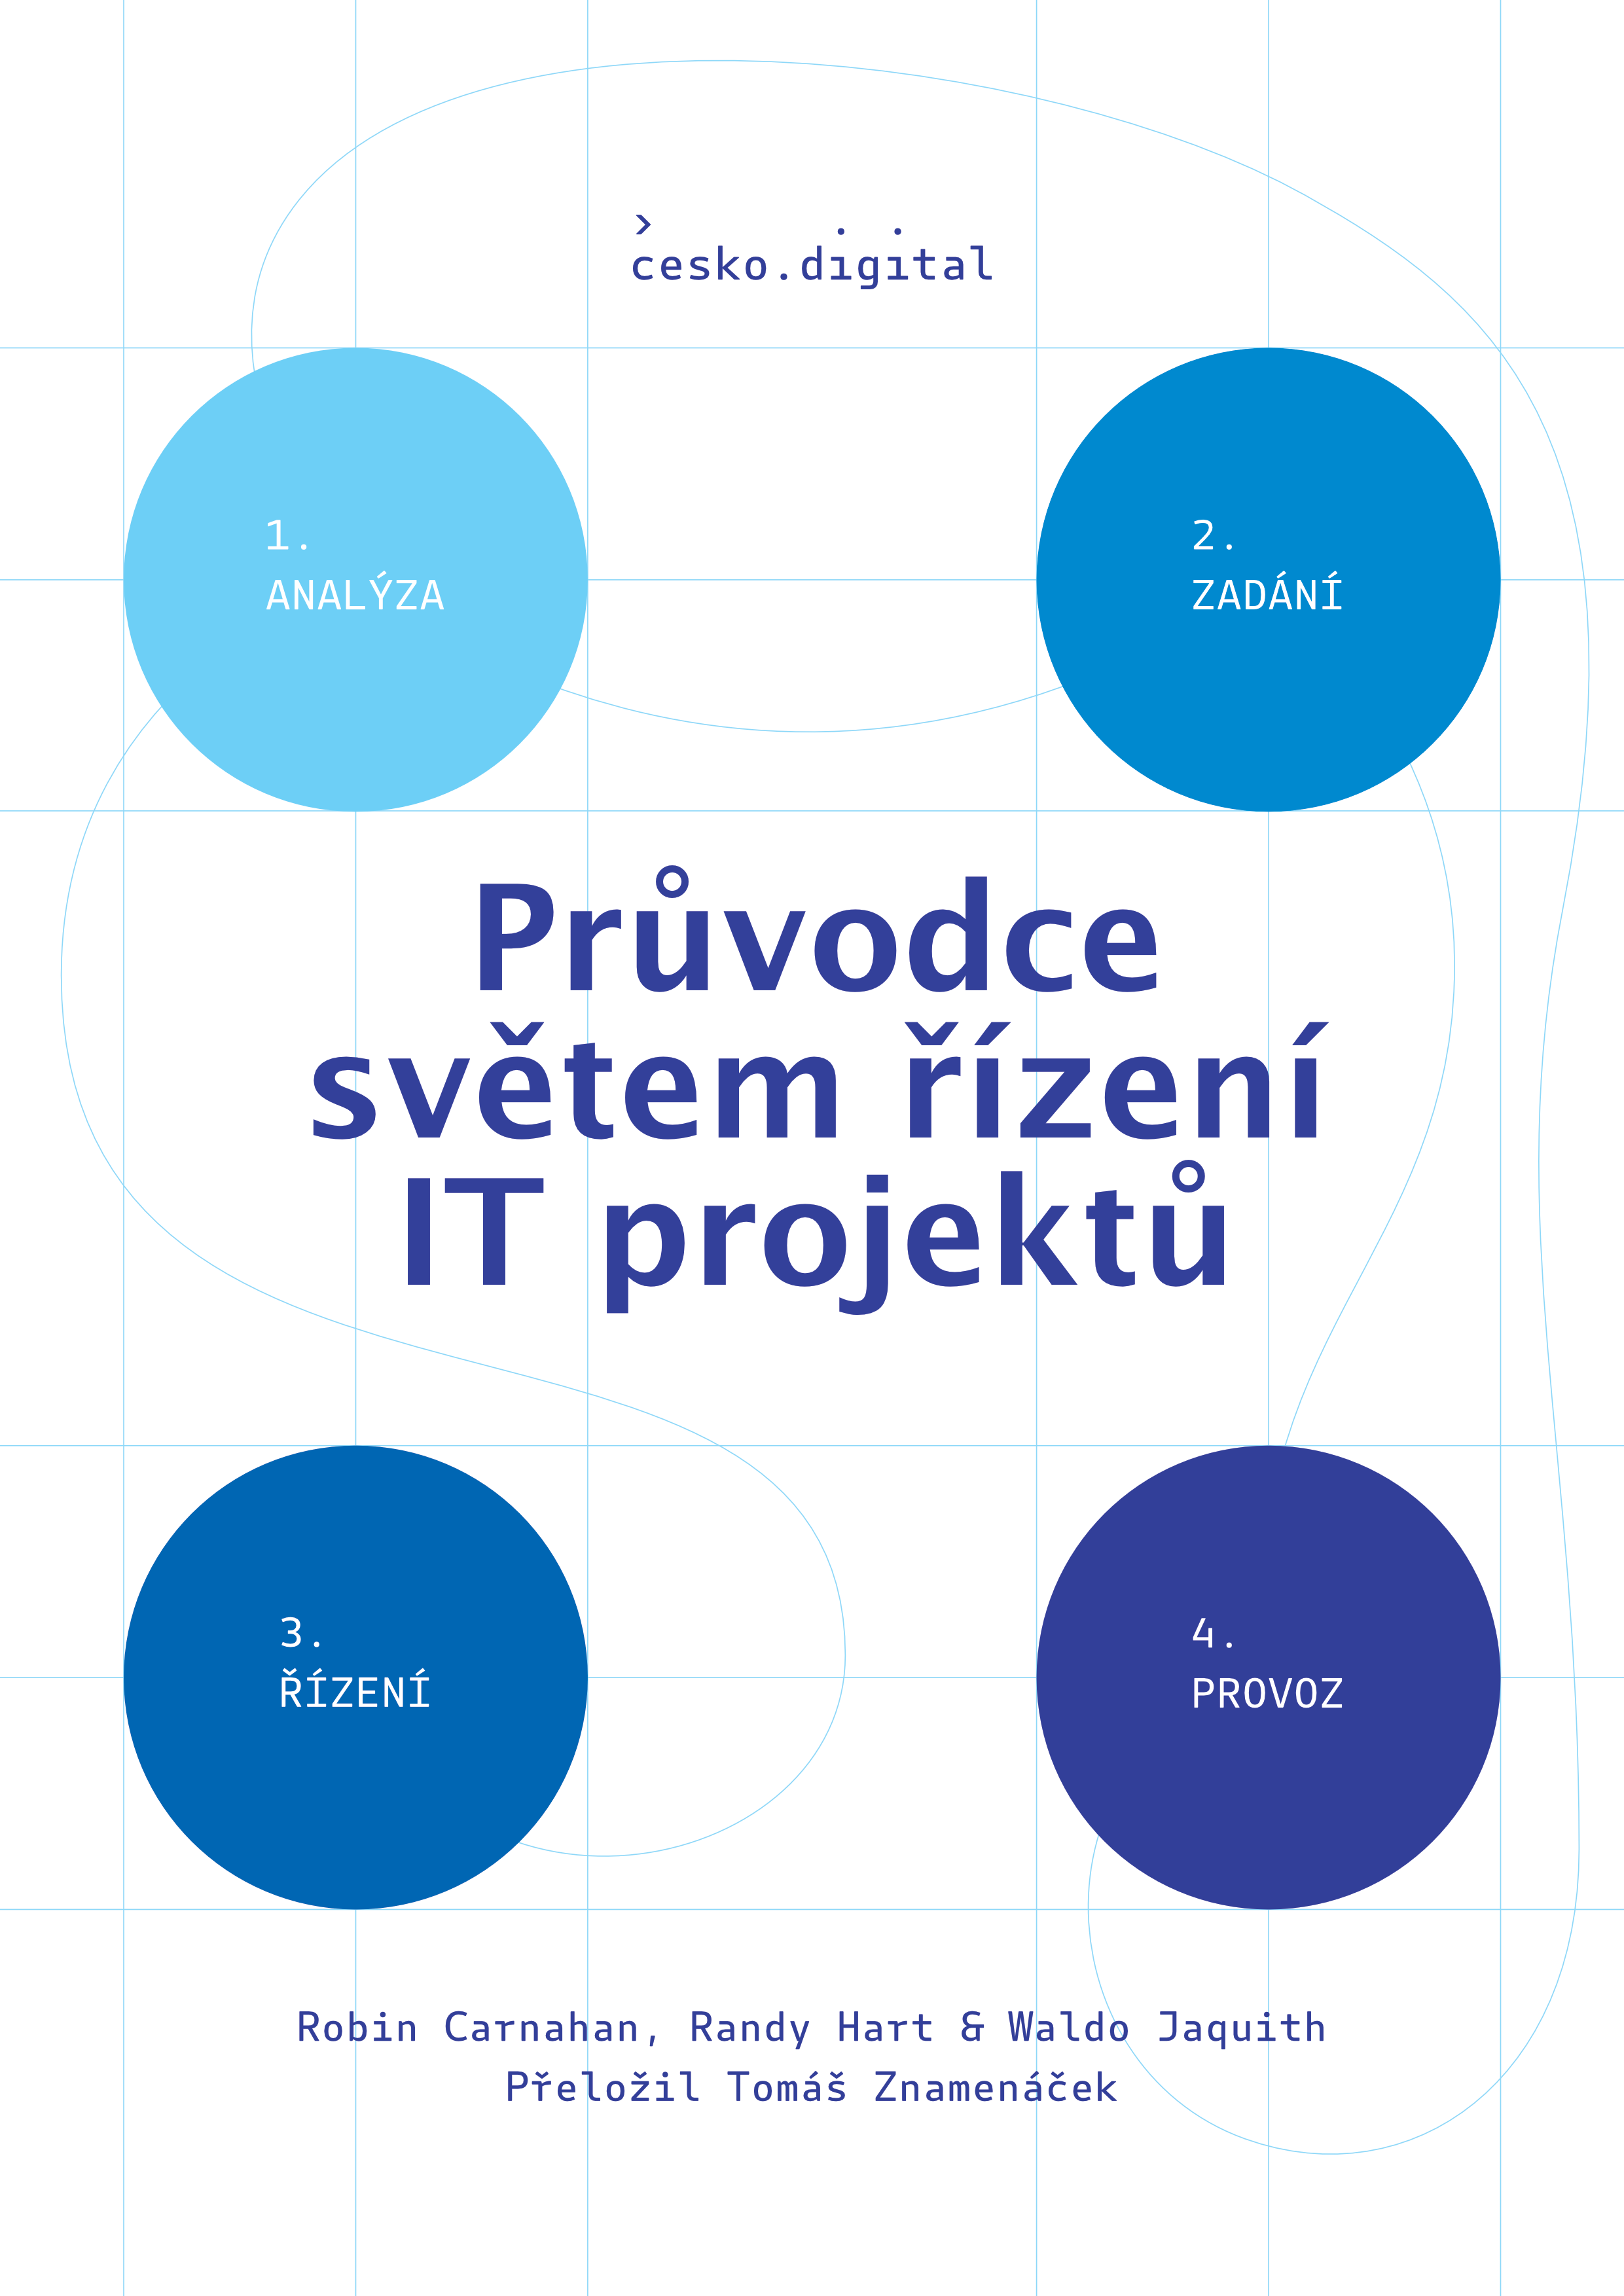 cesko.digital
1.
ANALÝZA
2.
ZADÁNÍ
Průvodce
světem řízení
IT projektů
3.
ŘÍZENÍ
4.
PROVOZ
Robin Carnahan, Randy Hart & Waldo Jaquith
Přeložil Tomáš Znamenáček